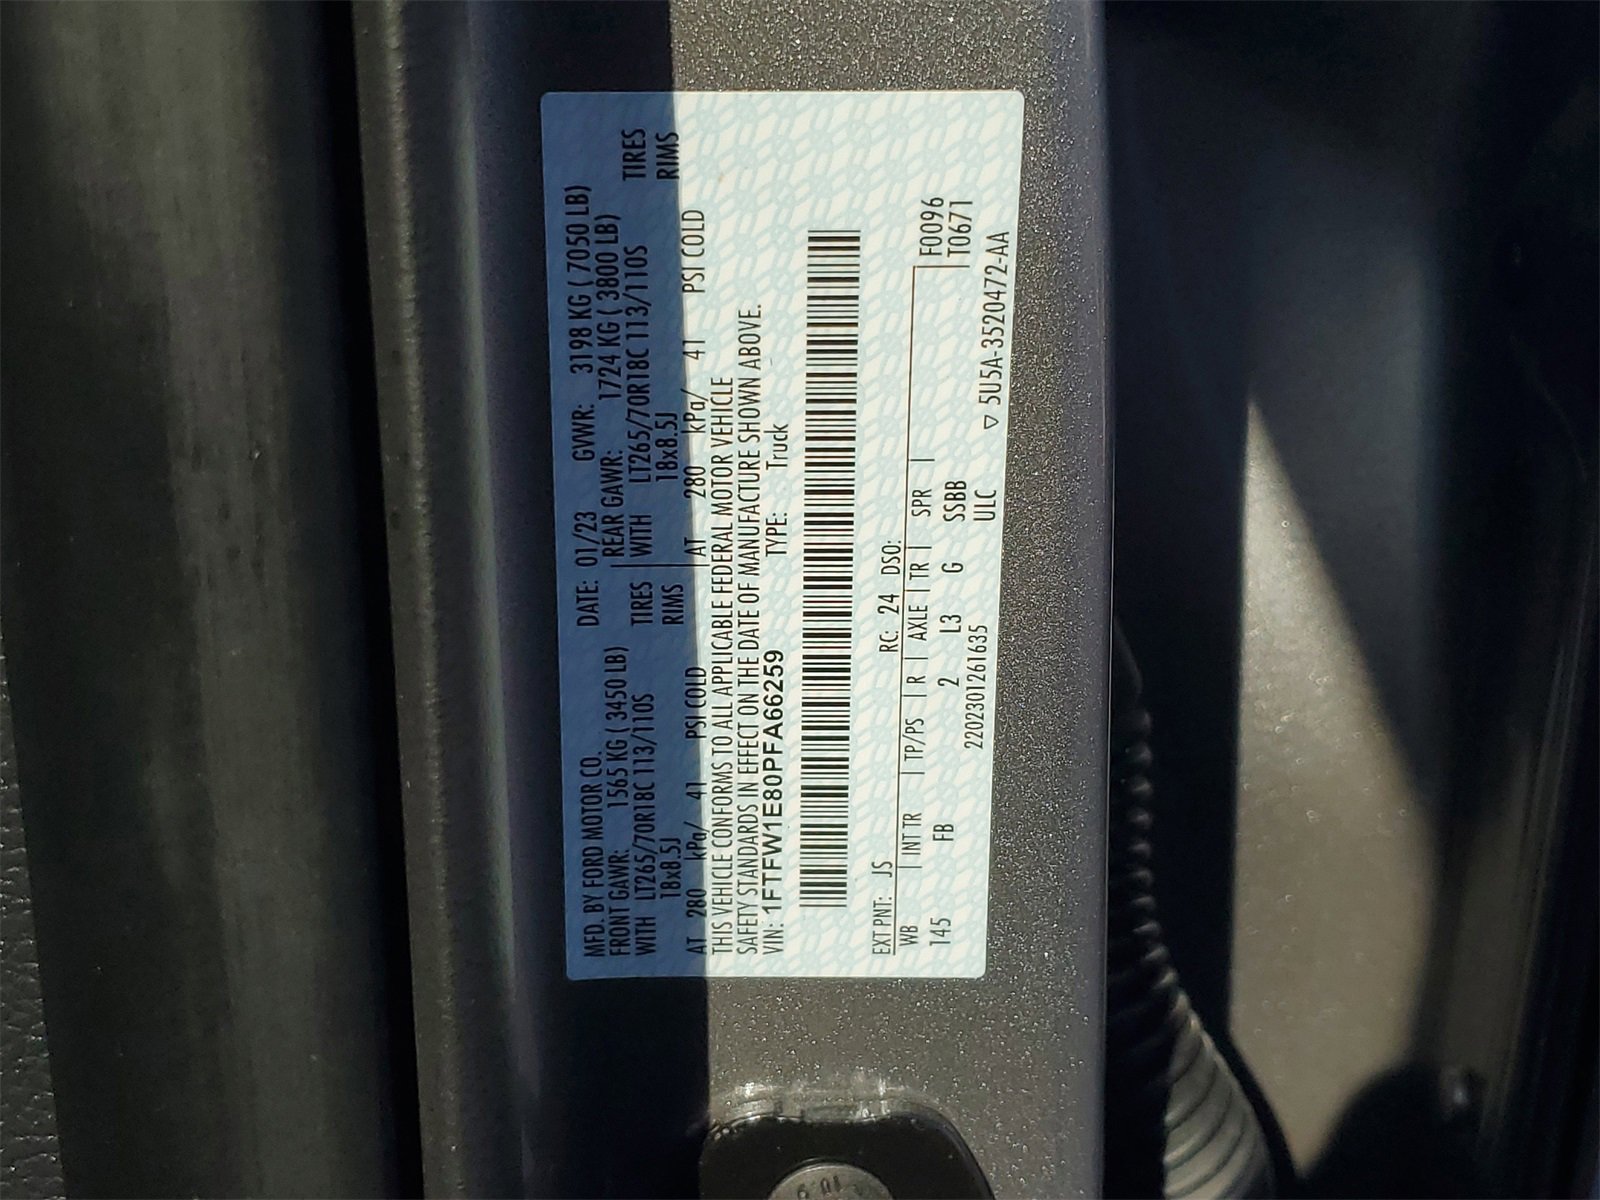 MFD. BY FORD MOTOR CO.
DATE: 01/23 GVWR: 3198 KG ( 7050 LB)
FRONT GAWR: 1565 KG ( 3450 LB)
REAR GAWR: 1724 KG ( 3800 LB)
WITH LT265/70R18C 113/110S TIRES
WITH LT265/70R18C 113/110S TIRES
18x8.5J RIMS
18x8.5J RIMS
AT 280 kPa/ 41 PSI COLD
AT 280 kPa/ 41 PSI COLD
THIS VEHICLE CONFORMS TO ALL APPLICABLE FEDERAL MOTOR VEHICLE
SAFETY STANDARDS IN EFFECT ON THE DATE OF MANUFACTURE SHOWN ABOVE.
VIN: 1FTFW1E80PFA66259 TYPE: Truck
EXT PNT: JS RC: 24 DSO:
WB | INT TR | TP/PS | R | AXLE | TR | SPR | F0096
145 FB 2 L3 G SSBB T0671
220230126163S ULC
▽ 5U5A-3520472-AA